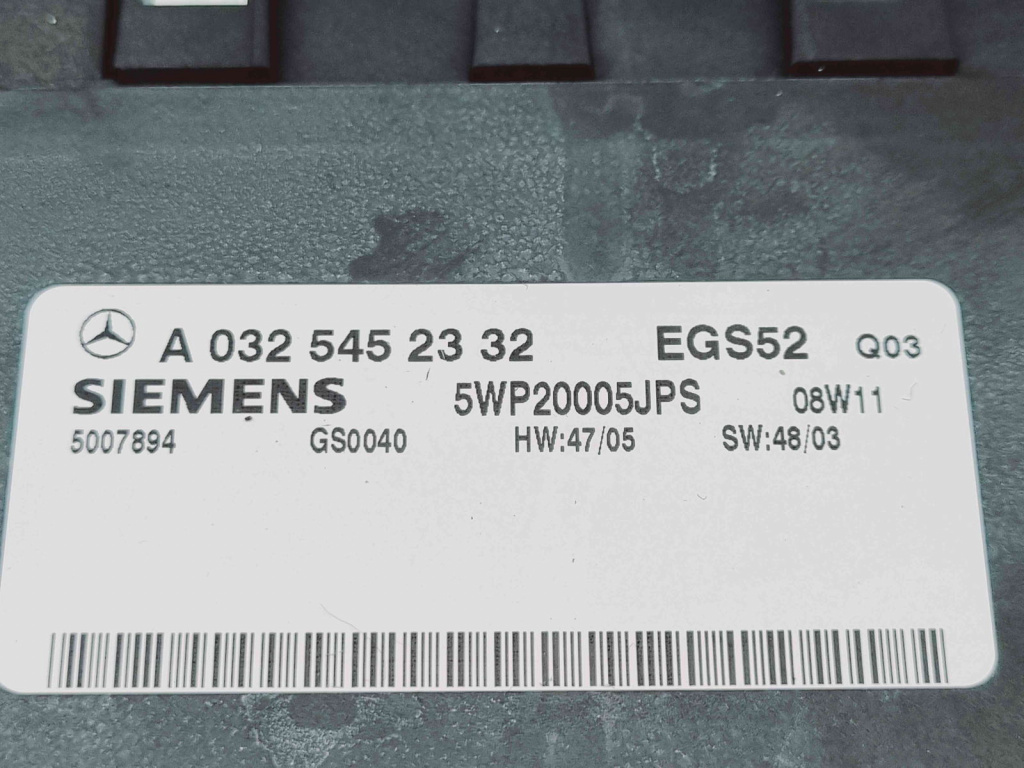 A 032 545 23 32 EGS52 Q03
SIEMENS 5WP20005JPS 08W11
5007894 GS0040 HW:47/05 SW:48/03